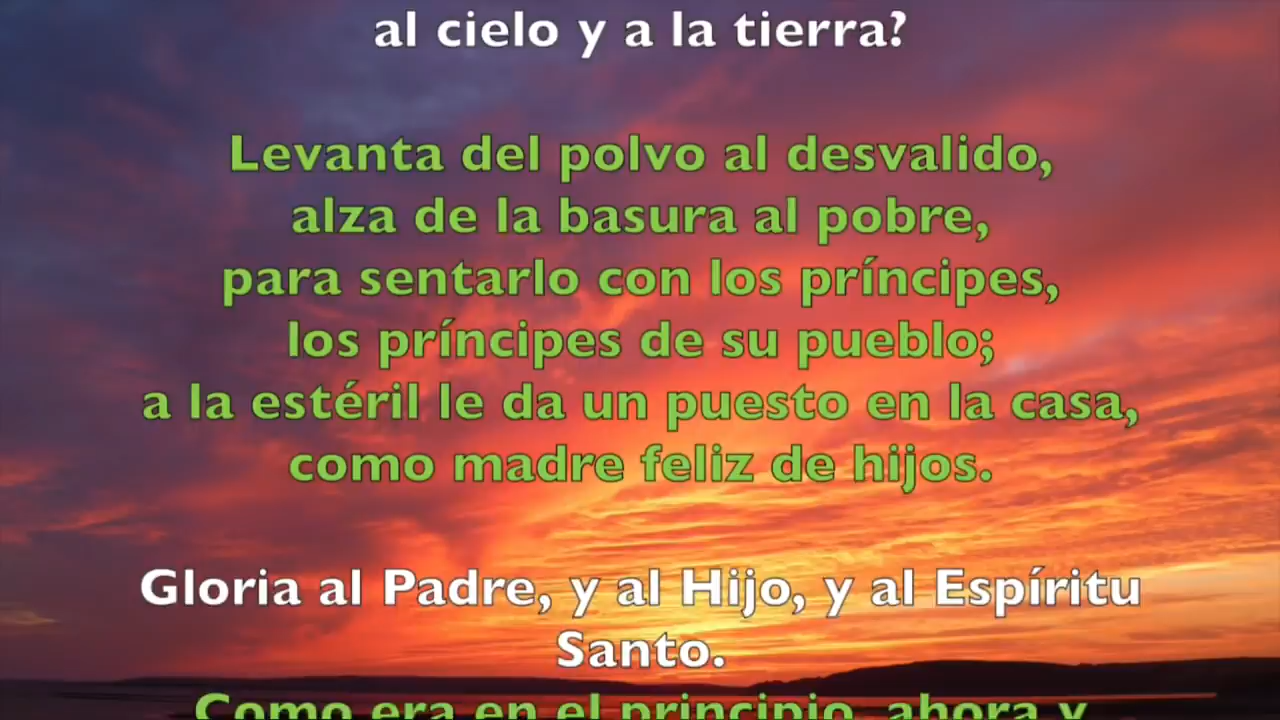 al cielo y a la tierra?
Levanta del polvo al desvalido,
alza de la basura al pobre,
para sentarlo con los príncipes,
los príncipes de su pueblo;
a la estéril le da un puesto en la casa,
como madre feliz de hijos.
Gloria al Padre, y al Hijo, y al Espíritu
Santo.
Como era en el principio, ahora y